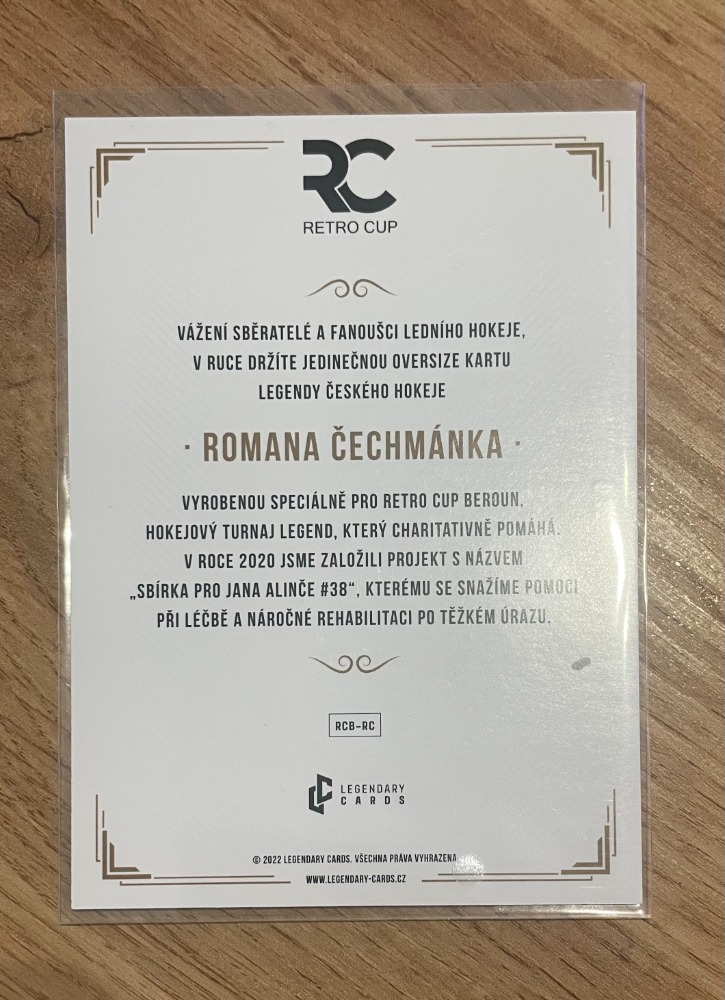 RC
RETRO CUP
VÁŽENÍ SBĚRATELÉ A FANOUŠCI LEDNÍHO HOKEJE,
V RUCE DRŽÍTE JEDINEČNOU OVERSIZE KARTU
LEGENDY ČESKÉHO HOKEJE
· ROMANA ČECHMÁNKA ·
VYROBENOU SPECIÁLNĚ PRO RETRO CUP BEROUN,
HOKEJOVÝ TURNAJ LEGEND, KTERÝ CHARITATIVNĚ POMÁHÁ.
V ROCE 2020 JSME ZALOŽILI PROJEKT S NÁZVEM
„SBÍRKA PRO JANA ALINČE #38“, KTERÉMU SE SNAŽÍME POMOCI
PŘI LÉČBĚ A NÁROČNÉ REHABILITACI PO TĚŽKÉM ÚRAZU.
RCB-RC
LEGENDARY
CARDS
© 2022 LEGENDARY CARDS. VŠECHNA PRÁVA VYHRAZENA.
WWW.LEGENDARY-CARDS.CZ